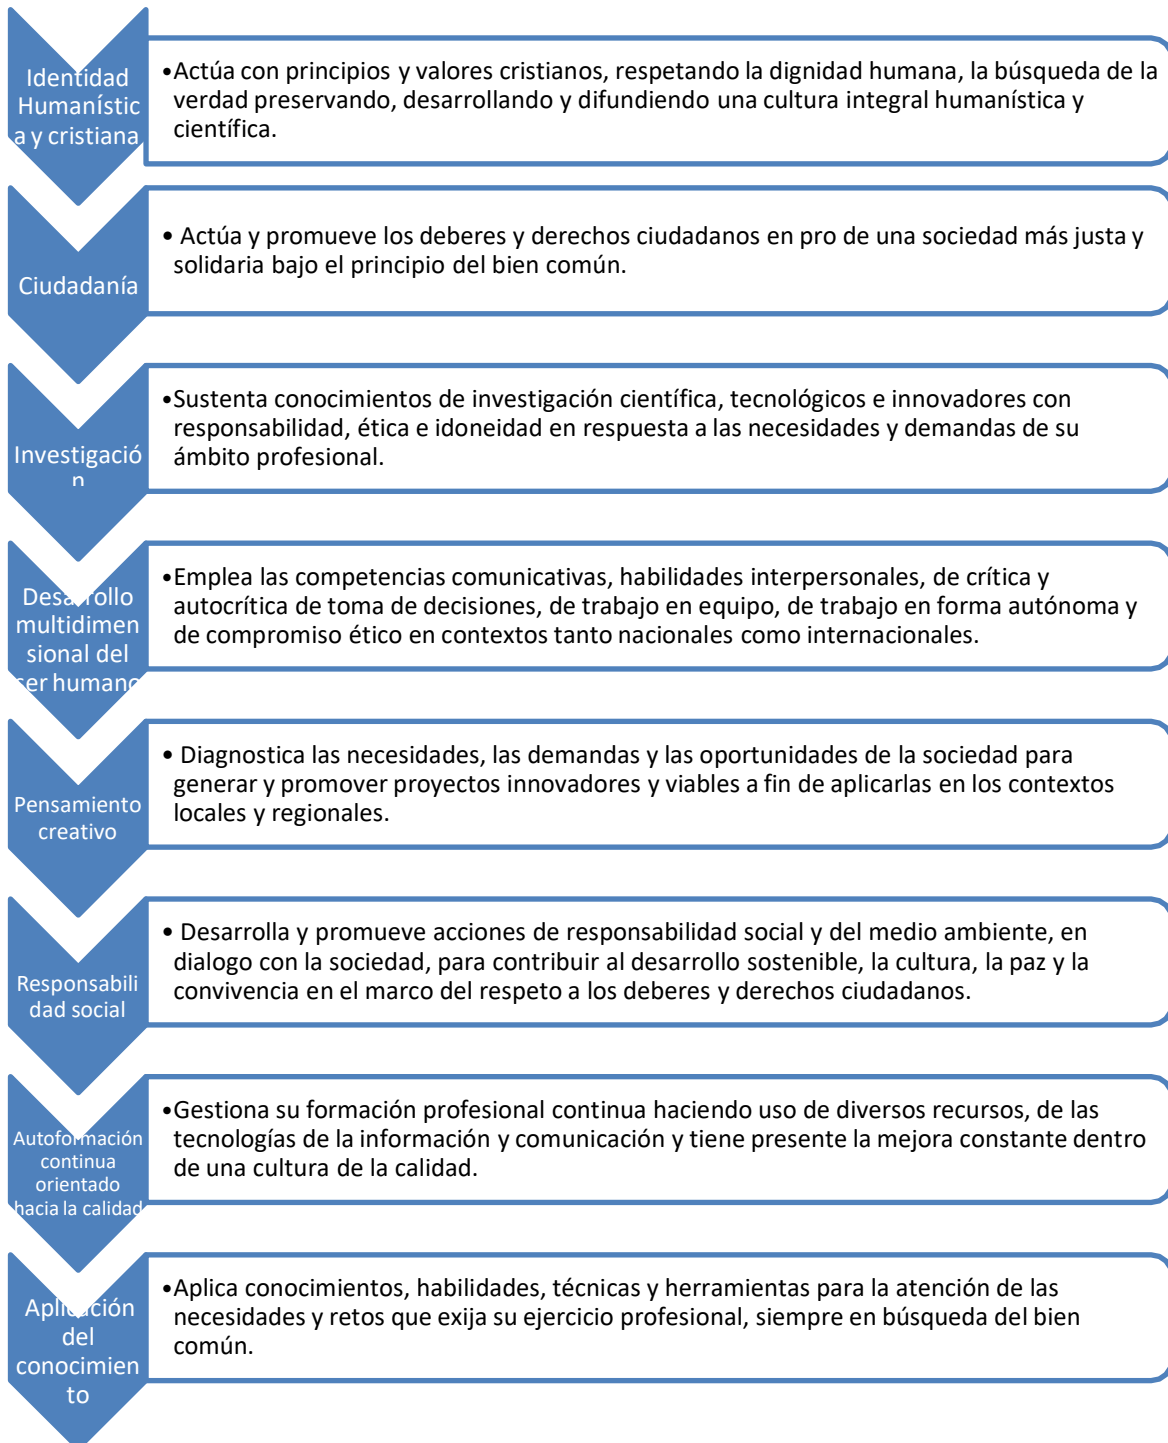 Identidad
Humanístic
a y cristiana
•Actúa con principios y valores cristianos, respetando la dignidad humana, la búsqueda de la
verdad preservando, desarrollando y difundiendo una cultura integral humanística y
científica.
Ciudadanía
• Actúa y promueve los deberes y derechos ciudadanos en pro de una sociedad más justa y
solidaria bajo el principio del bien común.
Investigació
n
•Sustenta conocimientos de investigación científica, tecnológicos e innovadores con
responsabilidad, ética e idoneidad en respuesta a las necesidades y demandas de su
ámbito profesional.
Desarrollo
multidimen
sional del
ser humano
•Emplea las competencias comunicativas, habilidades interpersonales, de crítica y
autocrítica de toma de decisiones, de trabajo en equipo, de trabajo en forma autónoma y
de compromiso ético en contextos tanto nacionales como internacionales.
Pensamiento
creativo
• Diagnostica las necesidades, las demandas y las oportunidades de la sociedad para
generar y promover proyectos innovadores y viables a fin de aplicarlas en los contextos
locales y regionales.
Responsabili
dad social
• Desarrolla y promueve acciones de responsabilidad social y del medio ambiente, en
dialogo con la sociedad, para contribuir al desarrollo sostenible, la cultura, la paz y la
convivencia en el marco del respeto a los deberes y derechos ciudadanos.
Autoformación
continua
orientado
hacia la calidad
•Gestiona su formación profesional continua haciendo uso de diversos recursos, de las
tecnologías de la información y comunicación y tiene presente la mejora constante dentro
de una cultura de la calidad.
Aplicación
del
conocimien
to
•Aplica conocimientos, habilidades, técnicas y herramientas para la atención de las
necesidades y retos que exija su ejercicio profesional, siempre en búsqueda del bien
común.